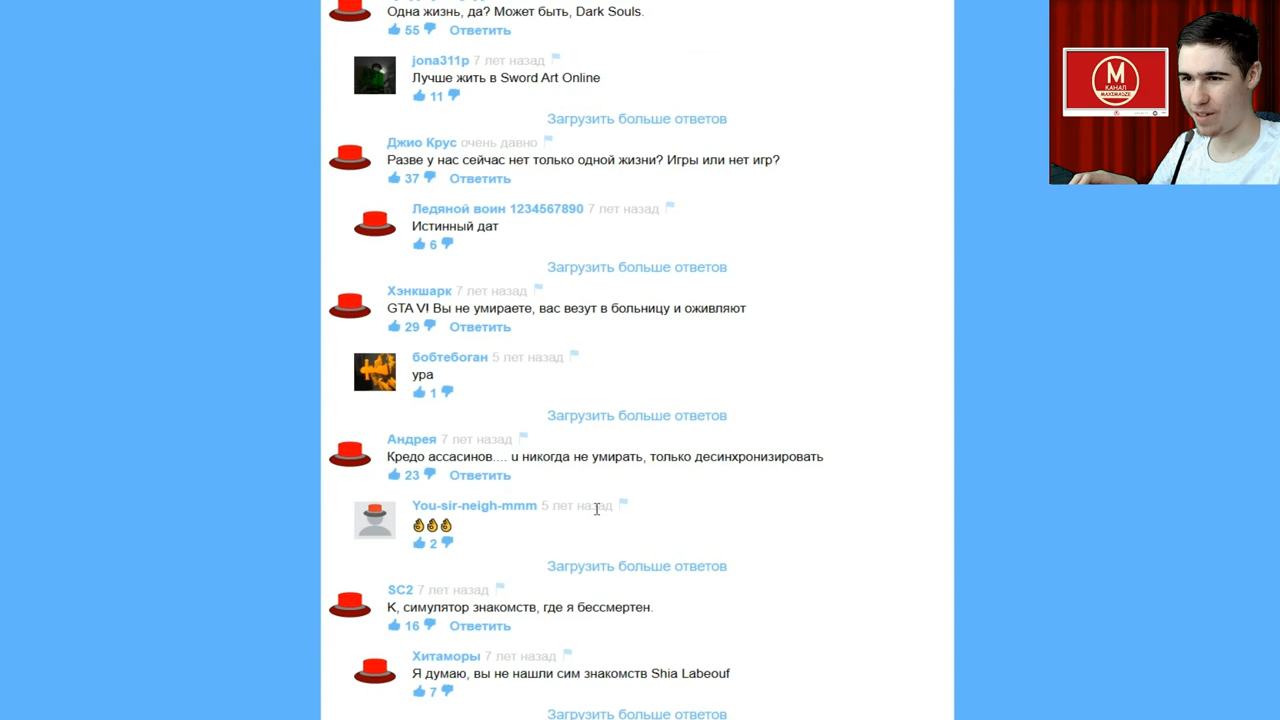 Одна жизнь, да? Может быть, Dark Souls.
55 Ответить
jona311p 7 лет назад
Лучше жить в Sword Art Online
11
Загрузить больше ответов
Джио Крус очень давно
Разве у нас сейчас нет только одной жизни? Игры или нет игр?
37 Ответить
Ледяной воин 1234567890 7 лет назад
Истинный дат
6
Загрузить больше ответов
Хэнкшарк 7 лет назад
GTA V! Вы не умираете, вас везут в больницу и оживляют
29 Ответить
бобтебоган 5 лет назад
ура
1
Загрузить больше ответов
Андрея 7 лет назад
Кредо ассасинов.... u никогда не умирать, только десинхронизировать
23 Ответить
You-sir-neigh-mmm 5 лет назад
👌👌👌
2
Загрузить больше ответов
SC2 7 лет назад
К, симулятор знакомств, где я бессмертен.
16 Ответить
Хитаморы 7 лет назад
Я думаю, вы не нашли сим знакомств Shia Labeouf
7
Загрузить больше ответов
М
КАНАЛ